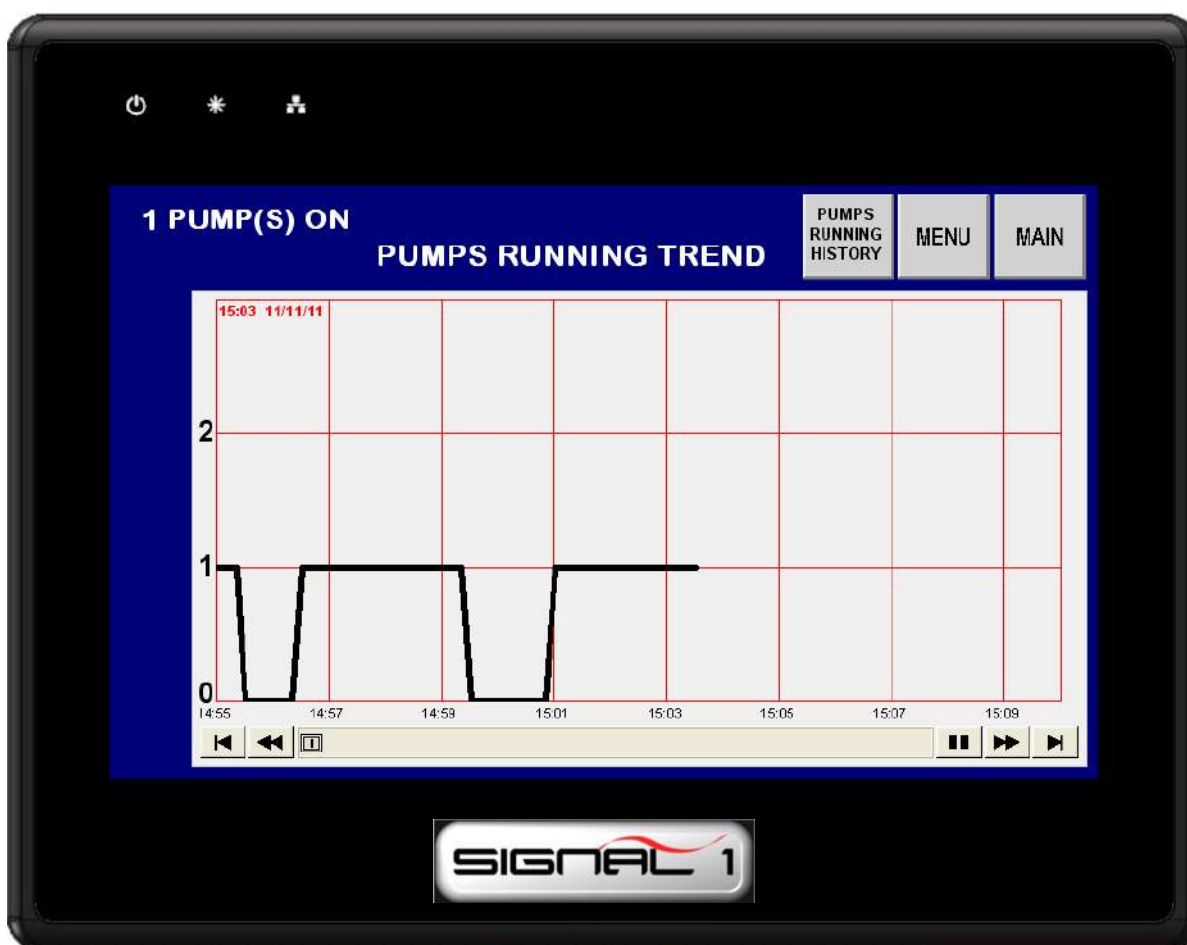 1 PUMP(S) ON
PUMPS RUNNING TREND
PUMPS
RUNNING
HISTORY
MENU
MAIN
15:03 11/11/11
2
1
0
14:55 14:57 14:59 15:01 15:03 15:05 15:07 15:09
SIGNAL 1